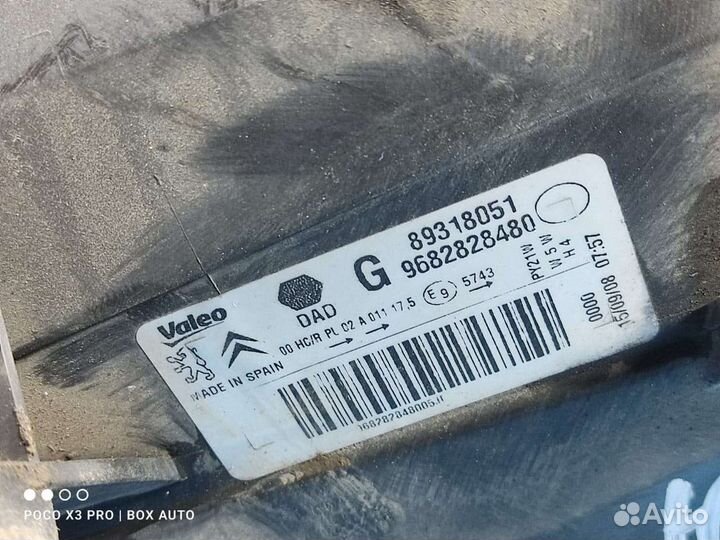 Valeo
DAD
G
89318051
9682828480
L
PY21W
H4
W5W
0000
15/09/08 07:57
00 HC/R PL 02 A 011 17,5
E9
5743
MADE IN SPAIN
POCO X3 PRO | BOX AUTO
Avito